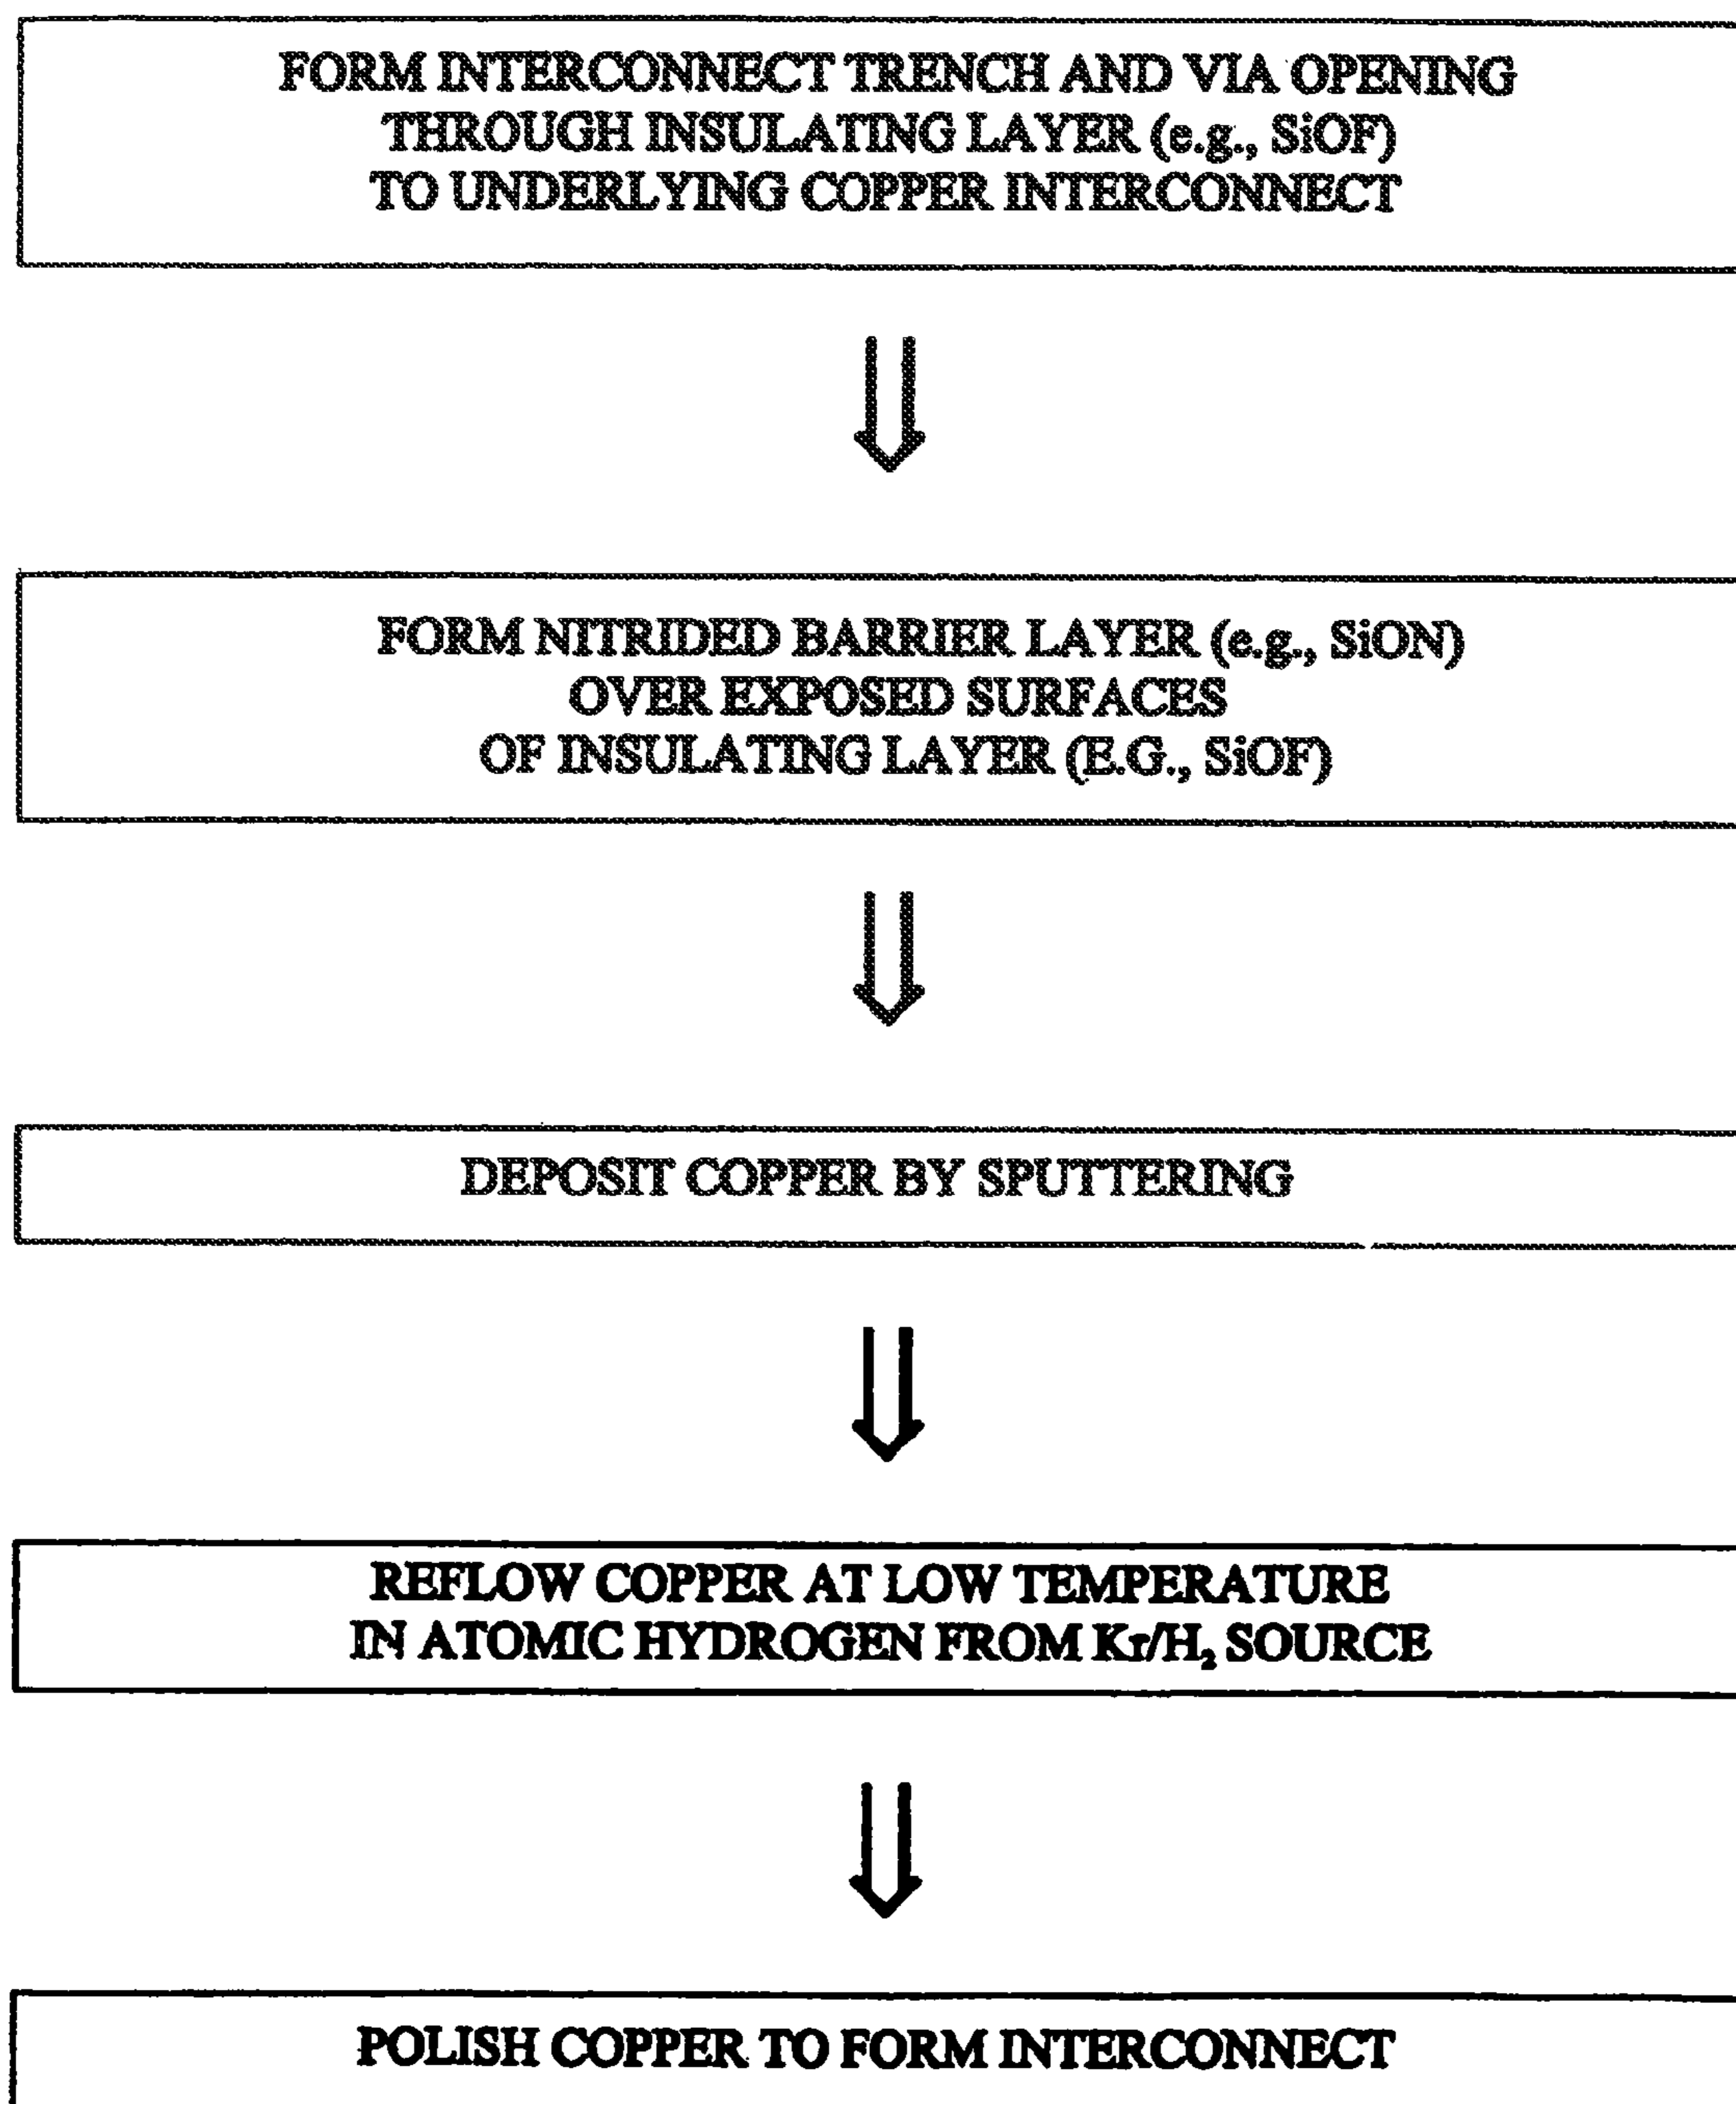 FORM INTERCONNECT TRENCH AND VIA OPENING
THROUGH INSULATING LAYER (e.g., SiOF)
TO UNDERLYING COPPER INTERCONNECT
FORM NITRIDED BARRIER LAYER (e.g., SiON)
OVER EXPOSED SURFACES
OF INSULATING LAYER (E.G., SiOF)
DEPOSIT COPPER BY SPUTTERING
REFLOW COPPER AT LOW TEMPERATURE
IN ATOMIC HYDROGEN FROM Kr/H₂ SOURCE
POLISH COPPER TO FORM INTERCONNECT